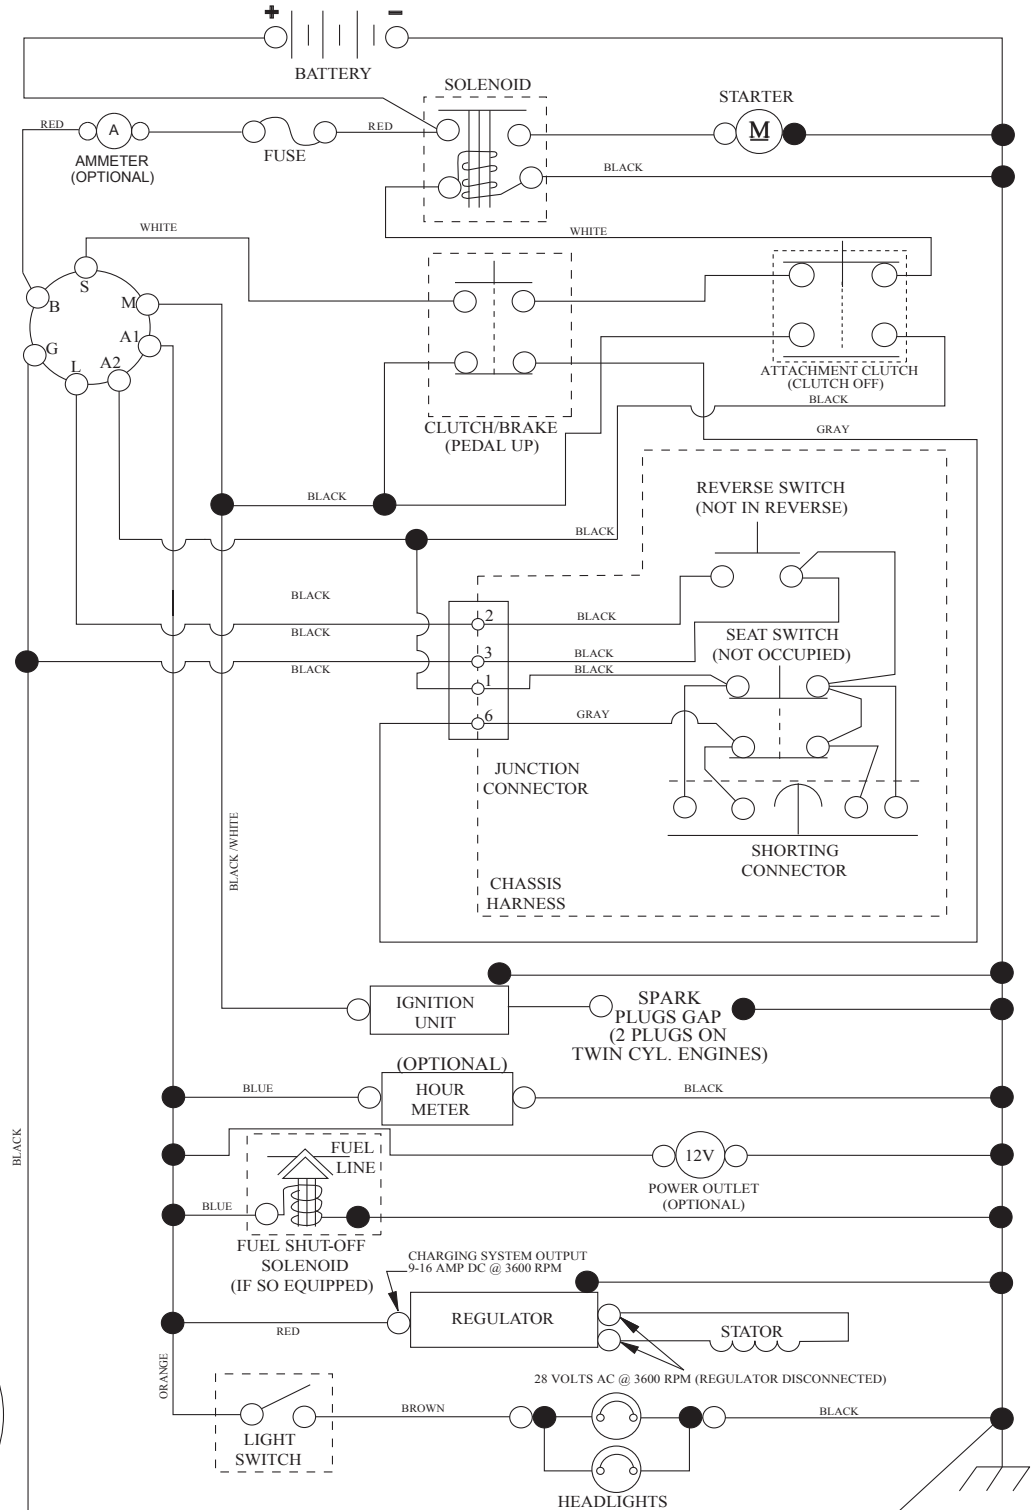 + −
BATTERY
SOLENOID
STARTER
RED
A
RED
M
FUSE
AMMETER
(OPTIONAL)
BLACK
WHITE
WHITE
S
B
M
A1
G
L
A2
ATTACHMENT CLUTCH
(CLUTCH OFF)
BLACK
CLUTCH/BRAKE
(PEDAL UP)
GRAY
REVERSE SWITCH
(NOT IN REVERSE)
BLACK
BLACK
BLACK
2
BLACK
BLACK
SEAT SWITCH
(NOT OCCUPIED)
3
BLACK
BLACK
BLACK
1
6
GRAY
JUNCTION
CONNECTOR
BLACK /WHITE
SHORTING
CONNECTOR
CHASSIS
HARNESS
IGNITION
UNIT
SPARK
PLUGS GAP
(2 PLUGS ON
TWIN CYL. ENGINES)
(OPTIONAL)
BLUE
HOUR
METER
BLACK
BLACK
FUEL
LINE
12V
POWER OUTLET
(OPTIONAL)
BLUE
FUEL SHUT-OFF
SOLENOID
(IF SO EQUIPPED)
CHARGING SYSTEM OUTPUT
9-16 AMP DC @ 3600 RPM
REGULATOR
RED
STATOR
ORANGE
28 VOLTS AC @ 3600 RPM (REGULATOR DISCONNECTED)
BROWN
BLACK
LIGHT
SWITCH
HEADLIGHTS